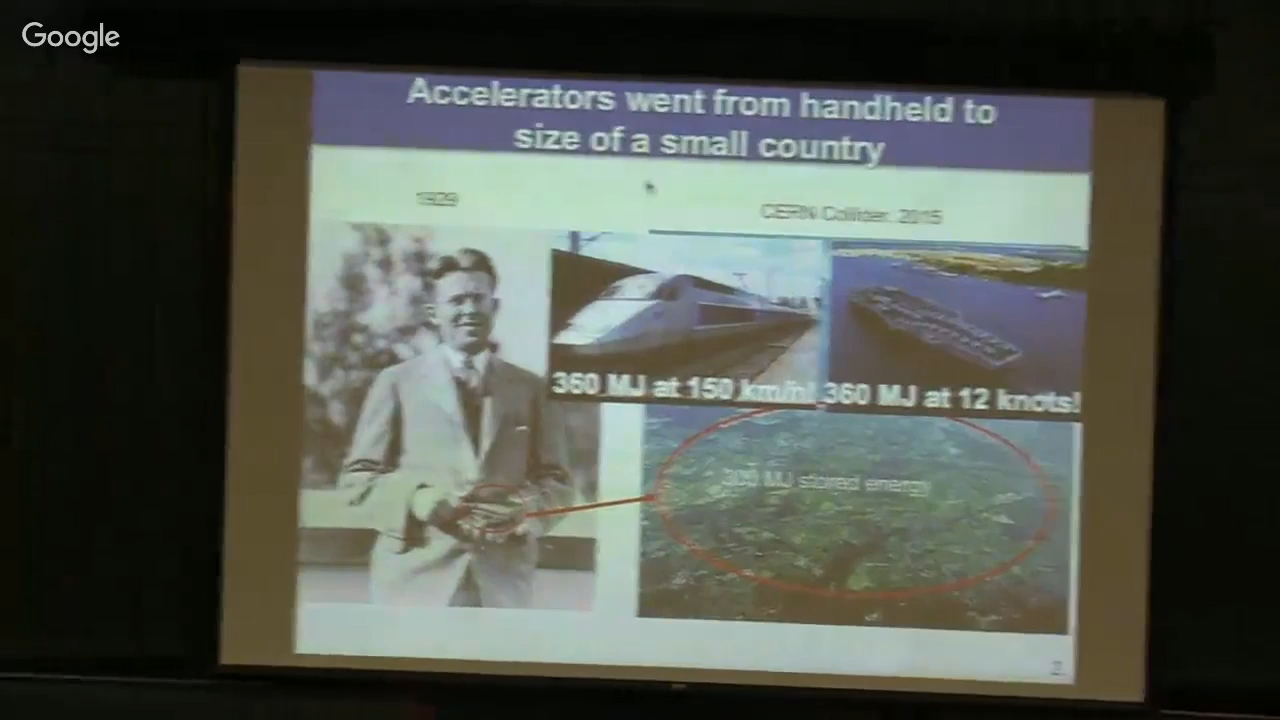 Google
Accelerators went from handheld to
size of a small country
1929
CERN Collider, 2015
360 MJ at 150 km/h!
360 MJ at 12 knots!
MJ stored energy
2